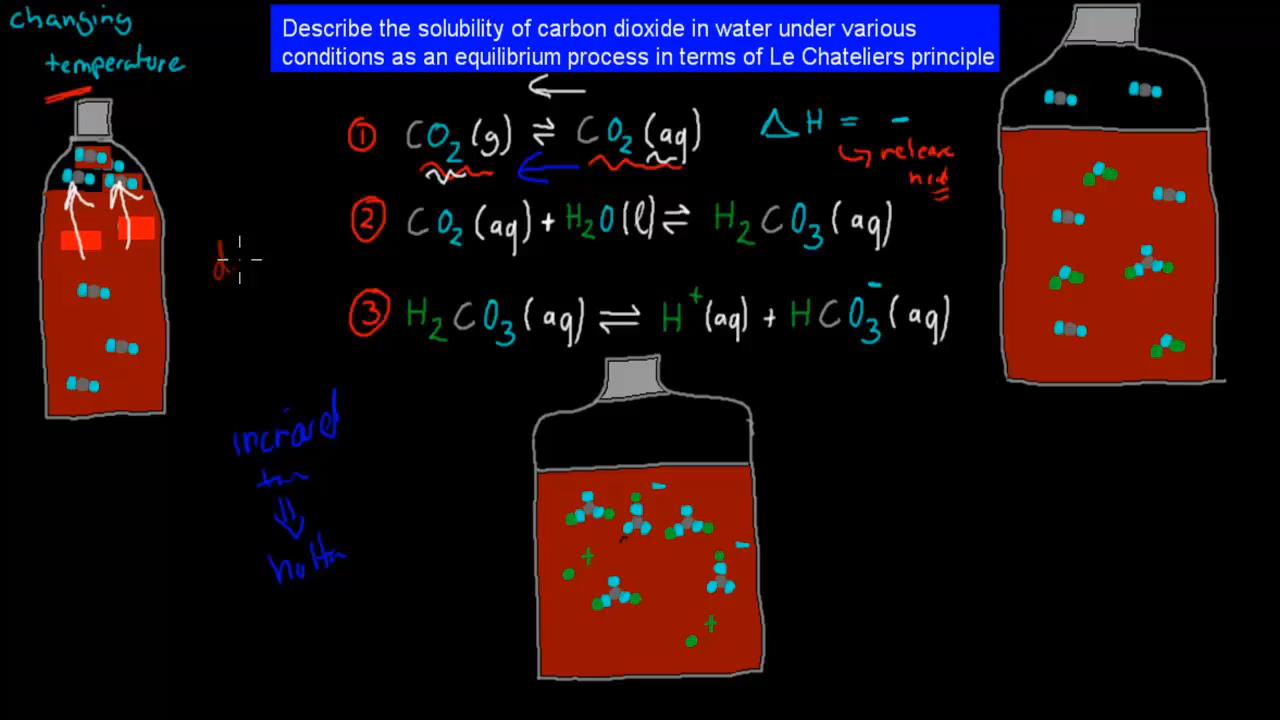 changing
temperature
Describe the solubility of carbon dioxide in water under various
conditions as an equilibrium process in terms of Le Chateliers principle
① CO₂(g) ⇌ CO₂(aq) ΔH = -
↳ release
heat
② CO₂(aq) + H₂O(l) ⇌ H₂CO₃(aq)
③ H₂CO₃(aq) ⇌ H⁺(aq) + HCO₃⁻(aq)
d
⇓